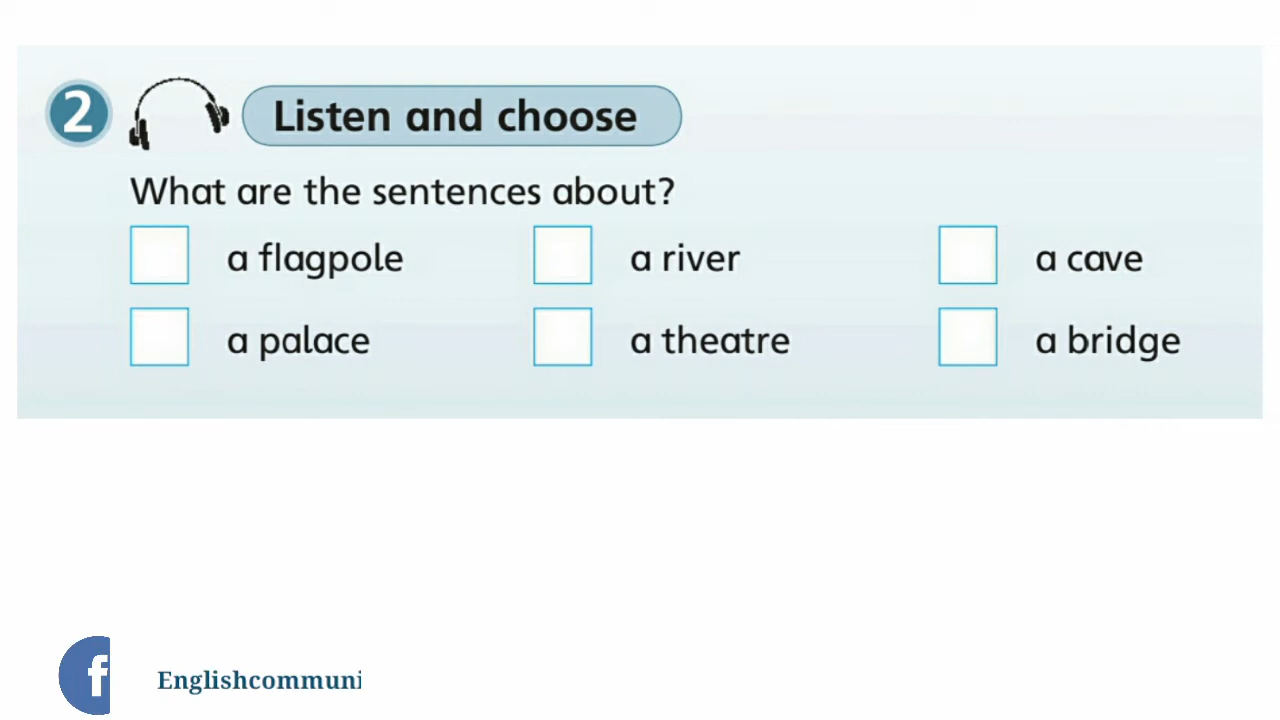 2 Listen and choose
What are the sentences about?
a flagpole a river a cave
a palace a theatre a bridge
f Englishcommuni